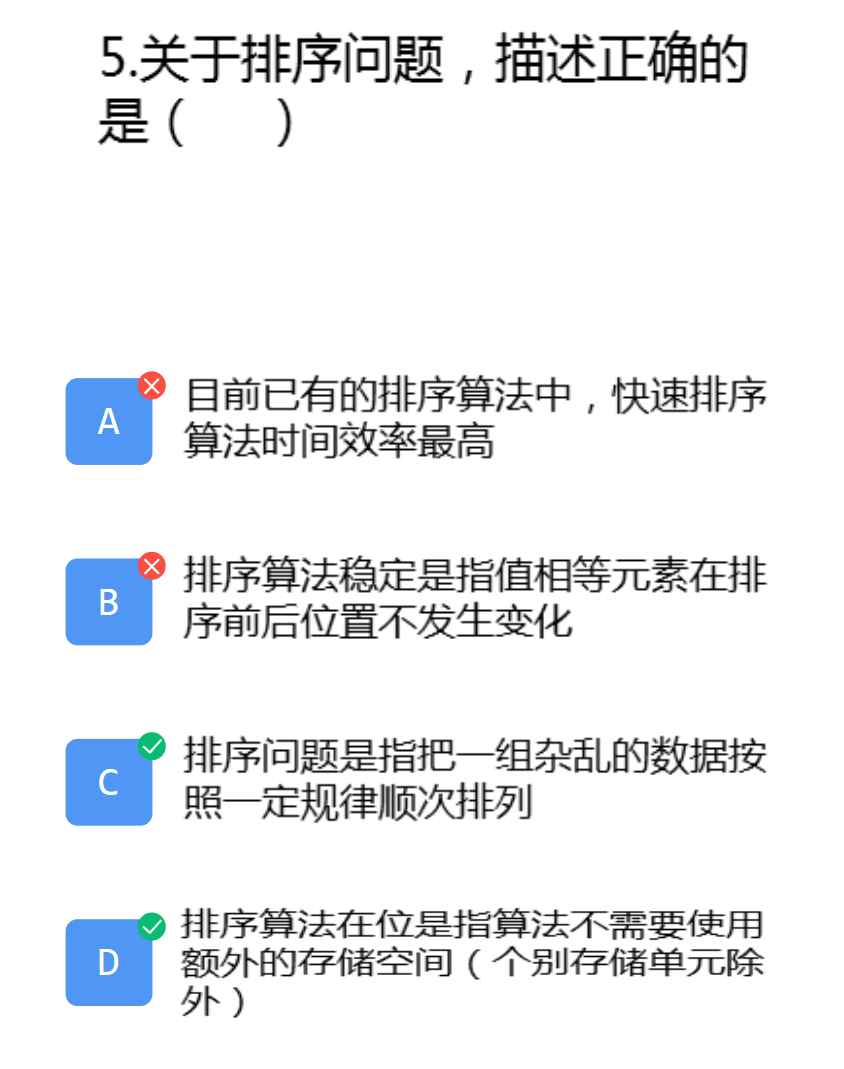 5.关于排序问题，描述正确的
是（ ）
A
目前已有的排序算法中，快速排序
算法时间效率最高
B
排序算法稳定是指值相等元素在排
序前后位置不发生变化
C
排序问题是指把一组杂乱的数据按
照一定规律顺次排列
D
排序算法在位是指算法不需要使用
额外的存储空间（个别存储单元除
外）